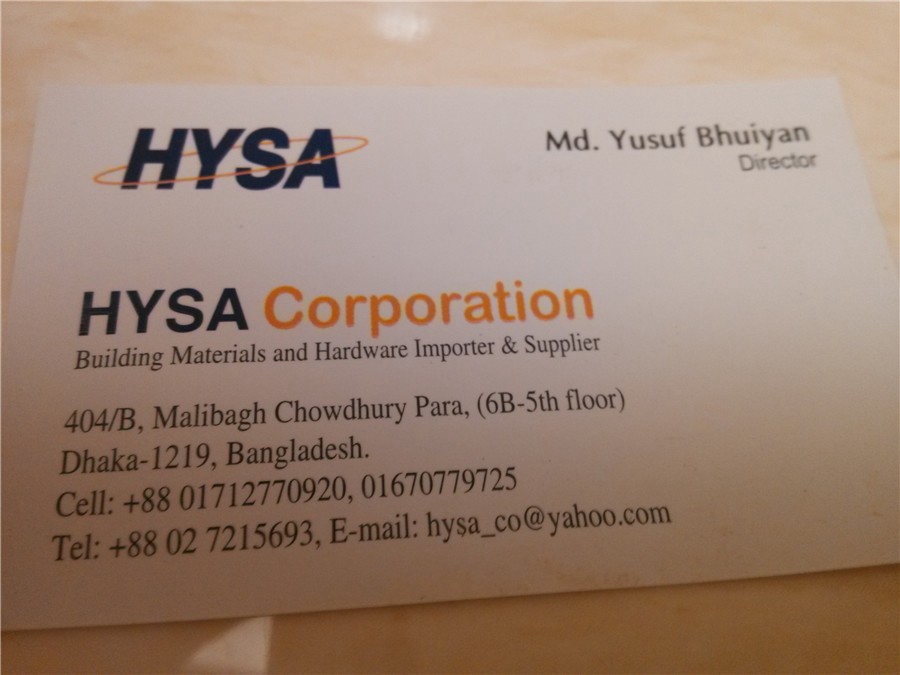 HYSA
Md. Yusuf Bhuiyan
Director
HYSA Corporation
Building Materials and Hardware Importer & Supplier
404/B, Malibagh Chowdhury Para, (6B-5th floor)
Dhaka-1219, Bangladesh.
Cell: +88 01712770920, 01670779725
Tel: +88 02 7215693, E-mail: hysa_co@yahoo.com